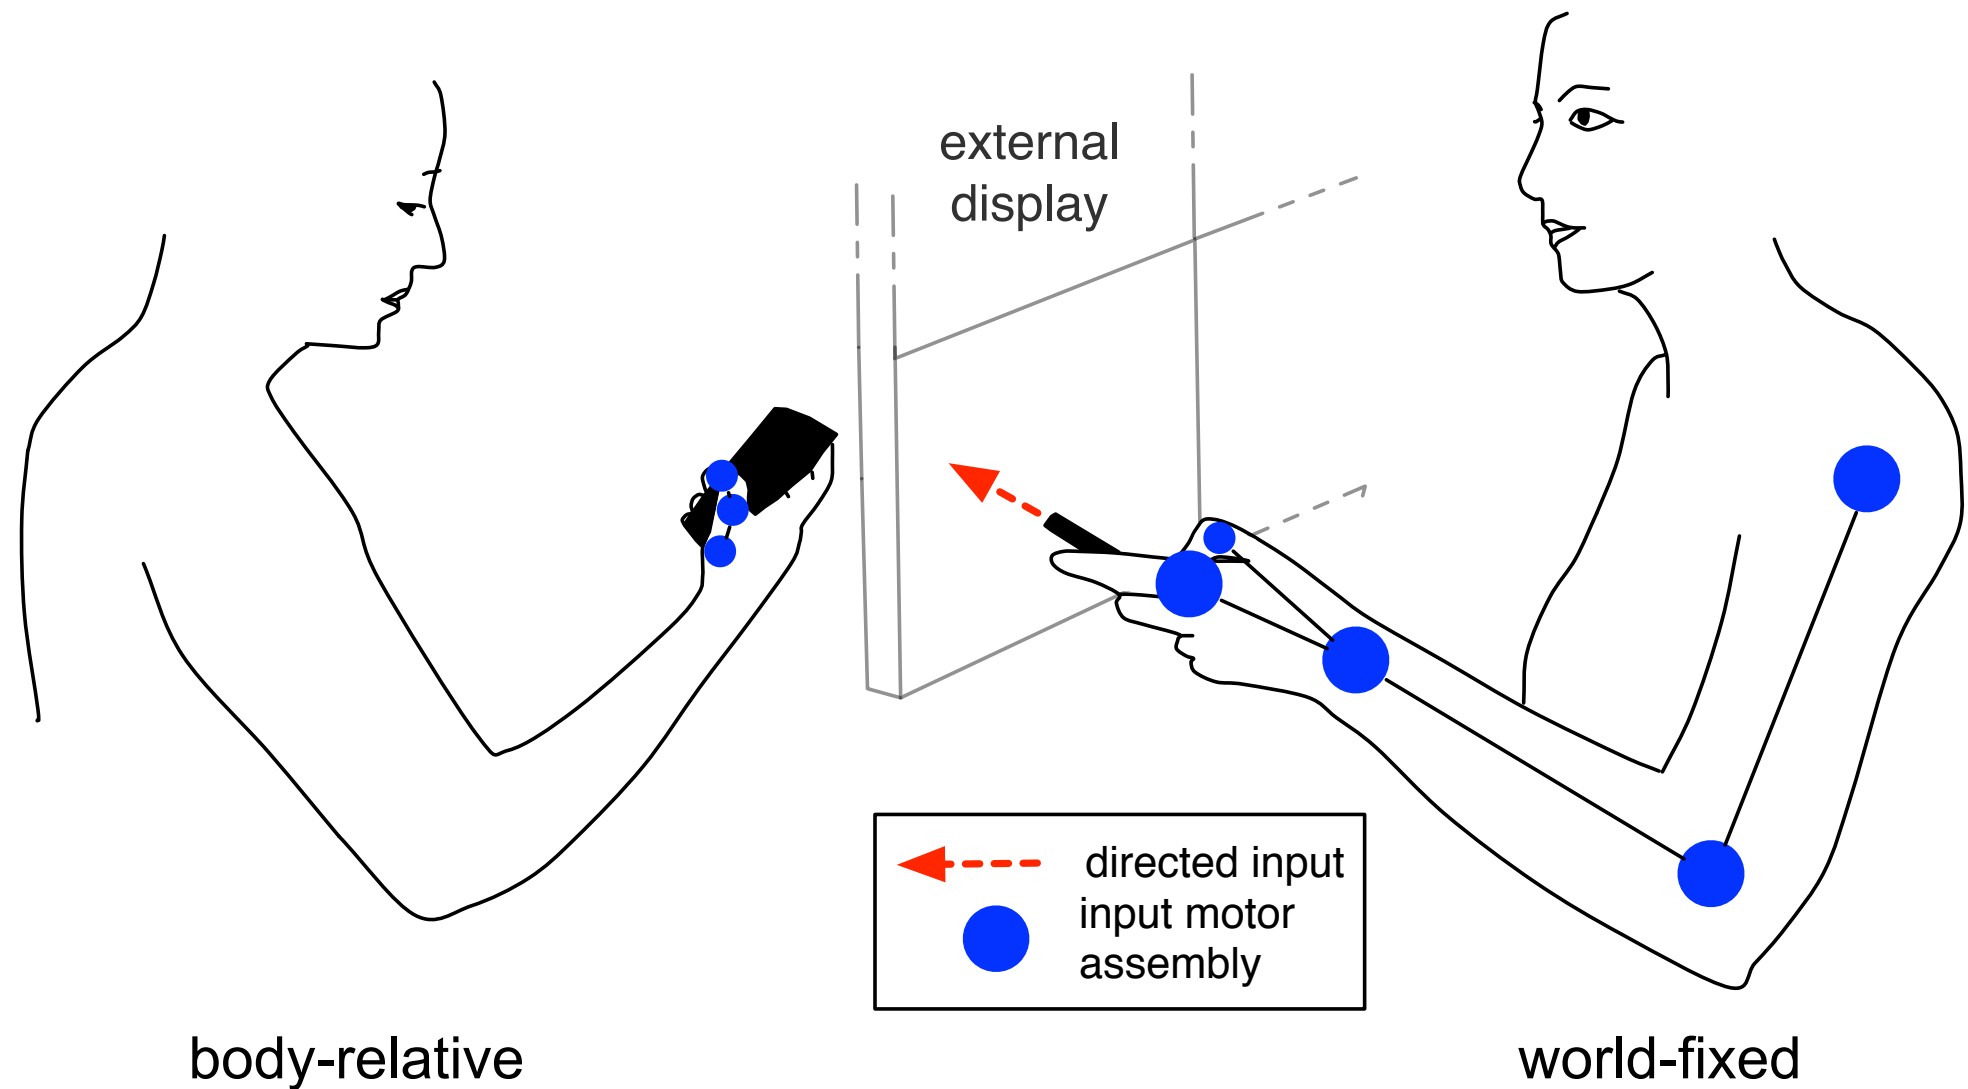 external
display
directed input
input motor
assembly
body-relative
world-fixed